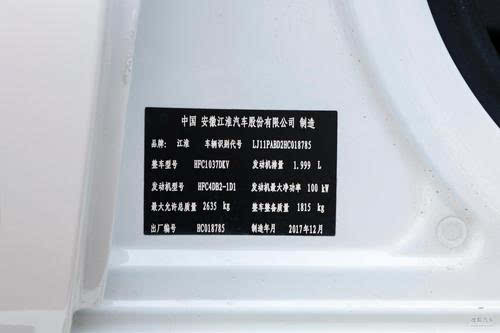 中国 安徽江淮汽车股份有限公司 制造
品牌: 江淮 车辆识别代号 LJ11PABD2HC018785
整车型号 HFC1037DKV 发动机排量 1.999 L
发动机型号 HFC4DB2-1D1 发动机最大净功率 100 kW
最大允许总质量 2635 kg 整车整备质量 1815 kg
出厂编号 HC018785 制造年月 2017年12月